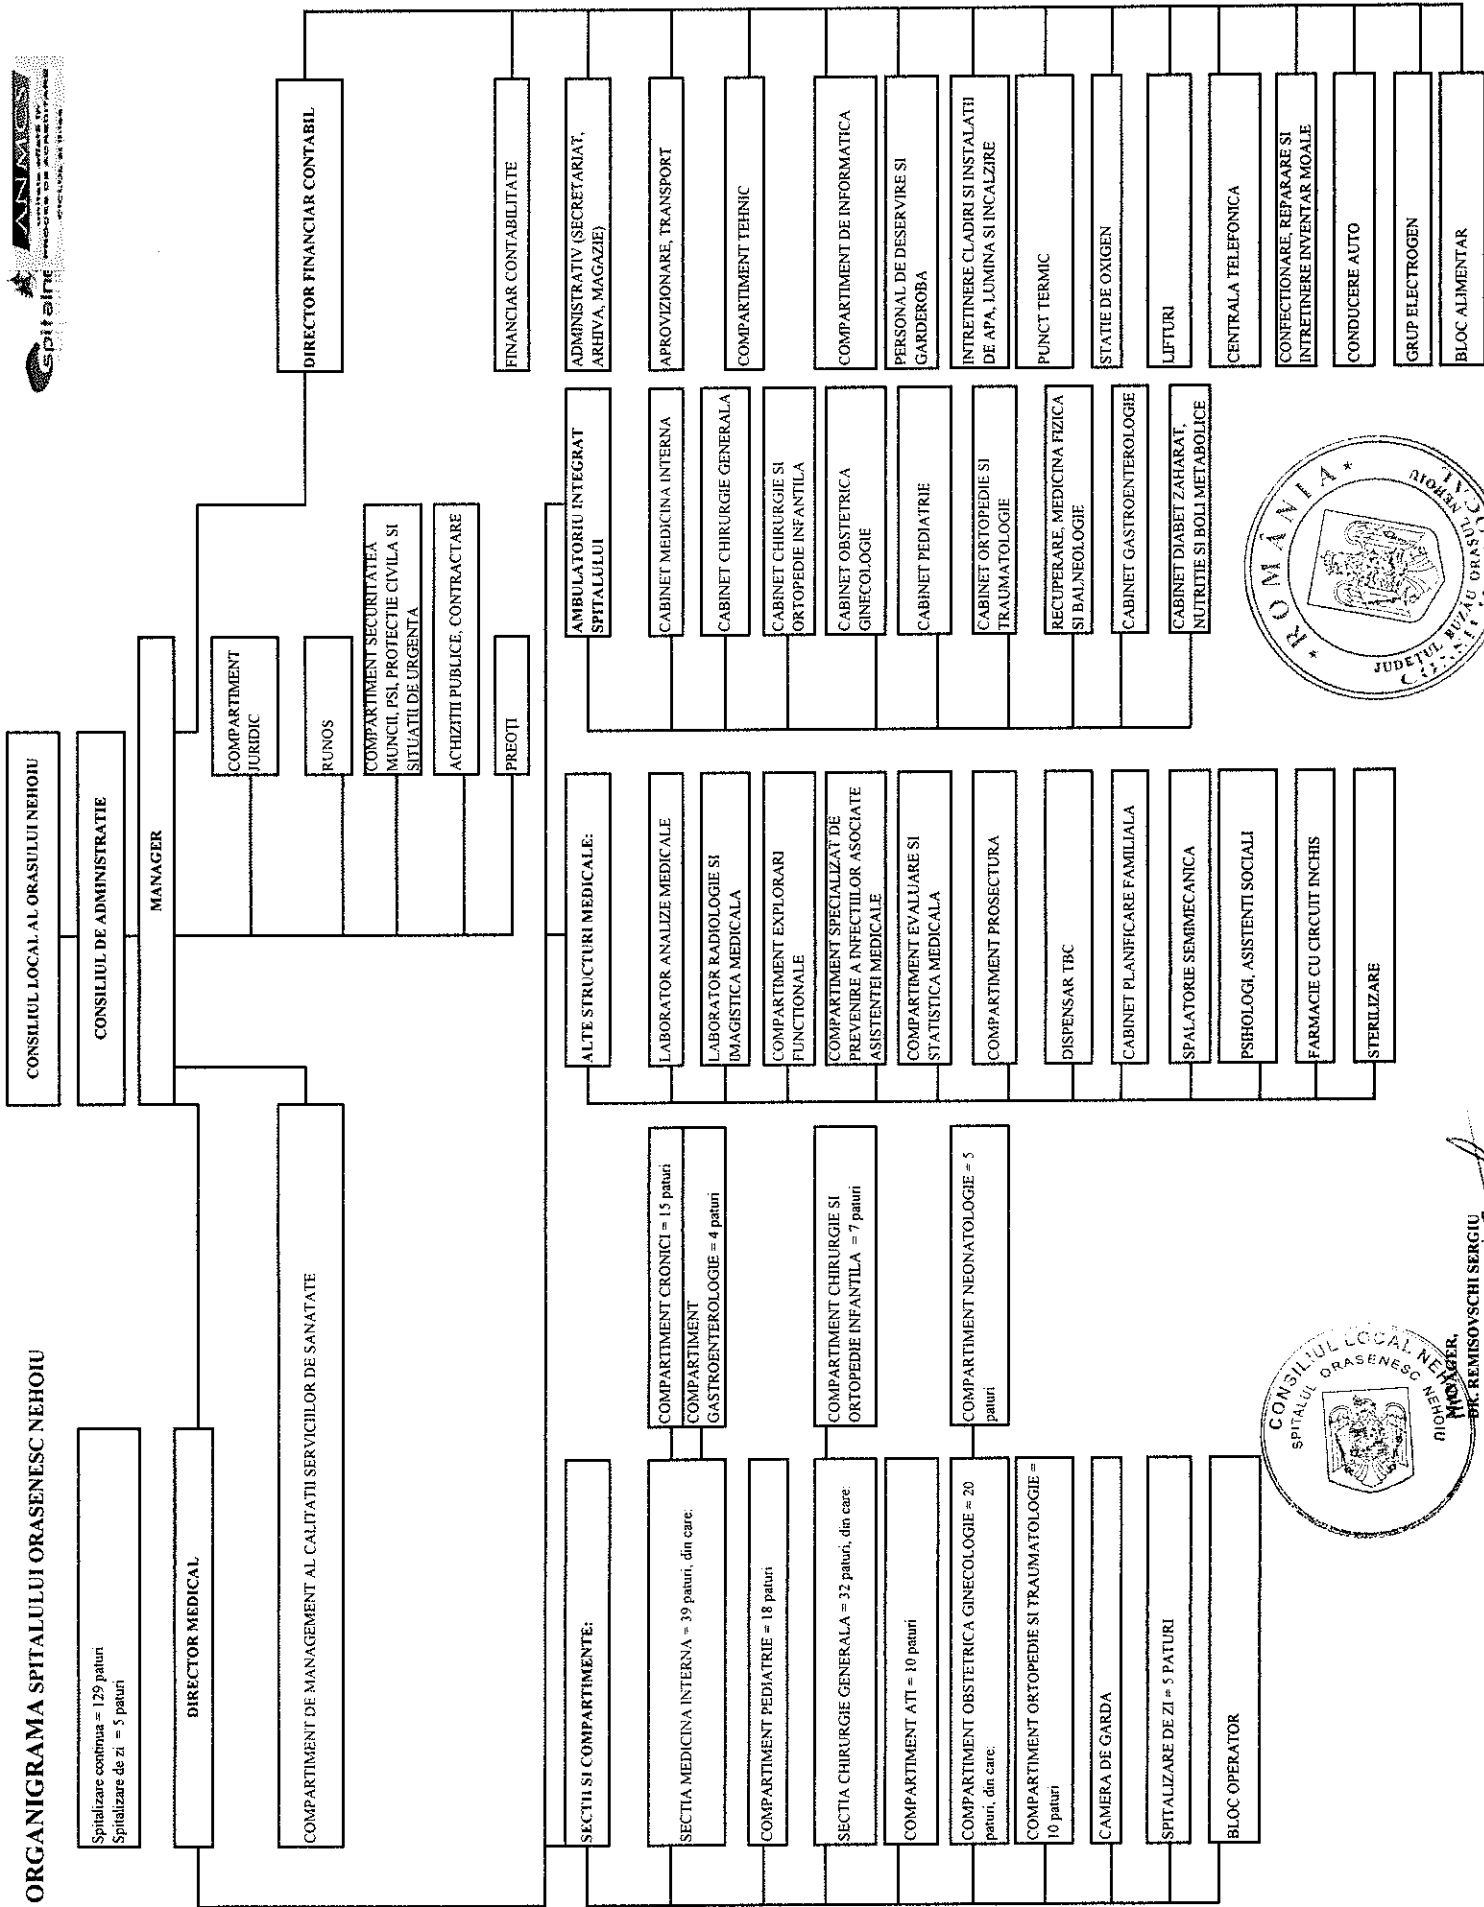 ORGANIGRAMA SPITALULUI ORASENESC NEHOIU
ANMCS
Spitalul
Spitalizare continua = 129 paturi
Spitalizare de zi = 5 paturi
CONSILIUL LOCAL AL ORASULUI NEHOIU
CONSILIUL DE ADMINISTRATIE
MANAGER
DIRECTOR MEDICAL
COMPARTIMENT DE MANAGEMENT AL CALITATII SERVICIILOR DE SANATATE
COMPARTIMENT
JURIDIC
RUNOS
COMPARTIMENT SECURITATEA
MUNCII, PSI, PROTECTIE CIVILA SI
SITUATII DE URGENTA
ACHIZITII PUBLICE, CONTRACTARE
PREOTI
DIRECTOR FINANCIAR CONTABIL
SECTII SI COMPARTIMENTE:
SECTIA MEDICINA INTERNA = 39 paturi, din care:
COMPARTIMENT PEDIATRIE = 18 paturi
SECTIA CHIRURGIE GENERALA = 32 paturi, din care:
COMPARTIMENT ATI = 10 paturi
COMPARTIMENT OBSTETRICA GINECOLOGIE = 20
paturi, din care:
COMPARTIMENT ORTOPEDIE SI TRAUMATOLOGIE =
10 paturi
CAMERA DE GARDA
SPITALIZARE DE ZI = 5 PATURI
BLOC OPERATOR
COMPARTIMENT CRONICI = 15 paturi
COMPARTIMENT
GASTROENTEROLOGIE = 4 paturi
COMPARTIMENT CHIRURGIE SI
ORTOPEDIE INFANTILA = 7 paturi
COMPARTIMENT NEONATOLOGIE = 5
paturi
ALTE STRUCTURI MEDICALE:
LABORATOR ANALIZE MEDICALE
LABORATOR RADIOLOGIE SI
IMAGISTICA MEDICALA
COMPARTIMENT EXPLORARI
FUNCTIONALE
COMPARTIMENT SPECIALIZAT DE
PREVENIRE A INFECTIILOR ASOCIATE
ASISTENTEI MEDICALE
COMPARTIMENT EVALUARE SI
STATISTICA MEDICALA
COMPARTIMENT PROSECTURA
DISPENSAR TBC
CABINET PLANIFICARE FAMILIALA
SPALATORIE SEMIMECANICA
PSIHOLOGI, ASISTENTI SOCIALI
FARMACIE CU CIRCUIT INCHIS
STERILIZARE
AMBULATORIU INTEGRAT
SPITALULUI
CABINET MEDICINA INTERNA
CABINET CHIRURGIE GENERALA
CABINET CHIRURGIE SI
ORTOPEDIE INFANTILA
CABINET OBSTETRICA
GINECOLOGIE
CABINET PEDIATRIE
CABINET ORTOPEDIE SI
TRAUMATOLOGIE
RECUPERARE, MEDICINA FIZICA
SI BALNEOLOGIE
CABINET GASTROENTEROLOGIE
CABINET DIABET ZAHARAT,
NUTRITIE SI BOLI METABOLICE
FINANCIAR CONTABILITATE
ADMINISTRATIV (SECRETARIAT,
ARHIVA, MAGAZIE)
APROVIZIONARE, TRANSPORT
COMPARTIMENT TEHNIC
COMPARTIMENT DE INFORMATICA
PERSONAL DE DESERVIRE SI
GARDEROBA
INTRETINERE CLADIRI SI INSTALATII
DE APA, LUMINA SI INCALZIRE
PUNCT TERMIC
STATIE DE OXIGEN
LIFTURI
CENTRALA TELEFONICA
CONFECTIONARE, REPARARE SI
INTRETINERE INVENTAR MOALE
CONDUCERE AUTO
GRUP ELECTROGEN
BLOC ALIMENTAR
CONSILIUL LOCAL NEHOIU
SPITALUL ORASENESC NEHOIU
MANAGER,
DR. REMISOVSCHI SERGIU
* ROMÂNIA *
JUDEȚUL BUZĂU ORAȘUL NEHOIU